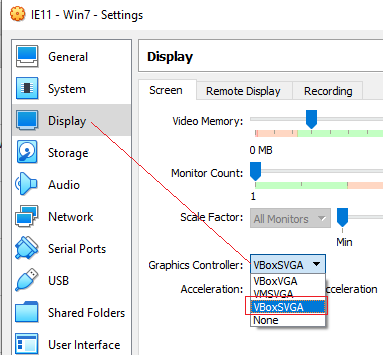 IE11 - Win7 - Settings
General
System
Display
Storage
Audio
Network
Serial Ports
USB
Shared Folders
User Interface
Display
Screen
Remote Display
Recording
Video Memory:
0 MB
Monitor Count:
1
Scale Factor:
All Monitors
Min
Graphics Controller:
VBoxSVGA
VBoxVGA
VMSVGA
VBoxSVGA
None
Acceleration:
cceleration